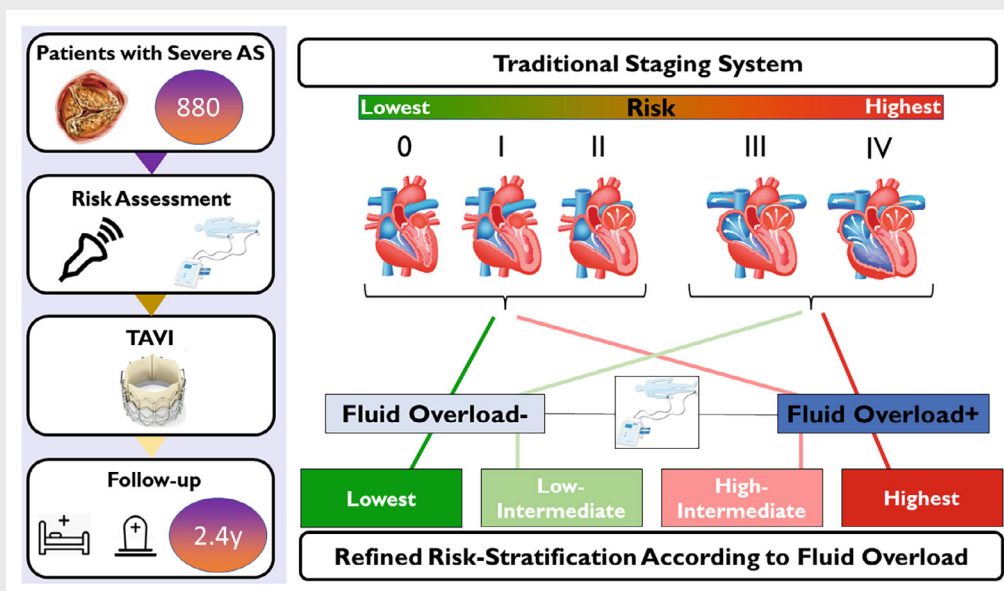 Patients with Severe AS
880
Risk Assessment
TAVI
Follow-up
2.4y
Traditional Staging System
Lowest Risk Highest
0 I II III IV
Fluid Overload- Fluid Overload+
Lowest
Low-
Intermediate
High-
Intermediate
Highest
Refined Risk-Stratification According to Fluid Overload